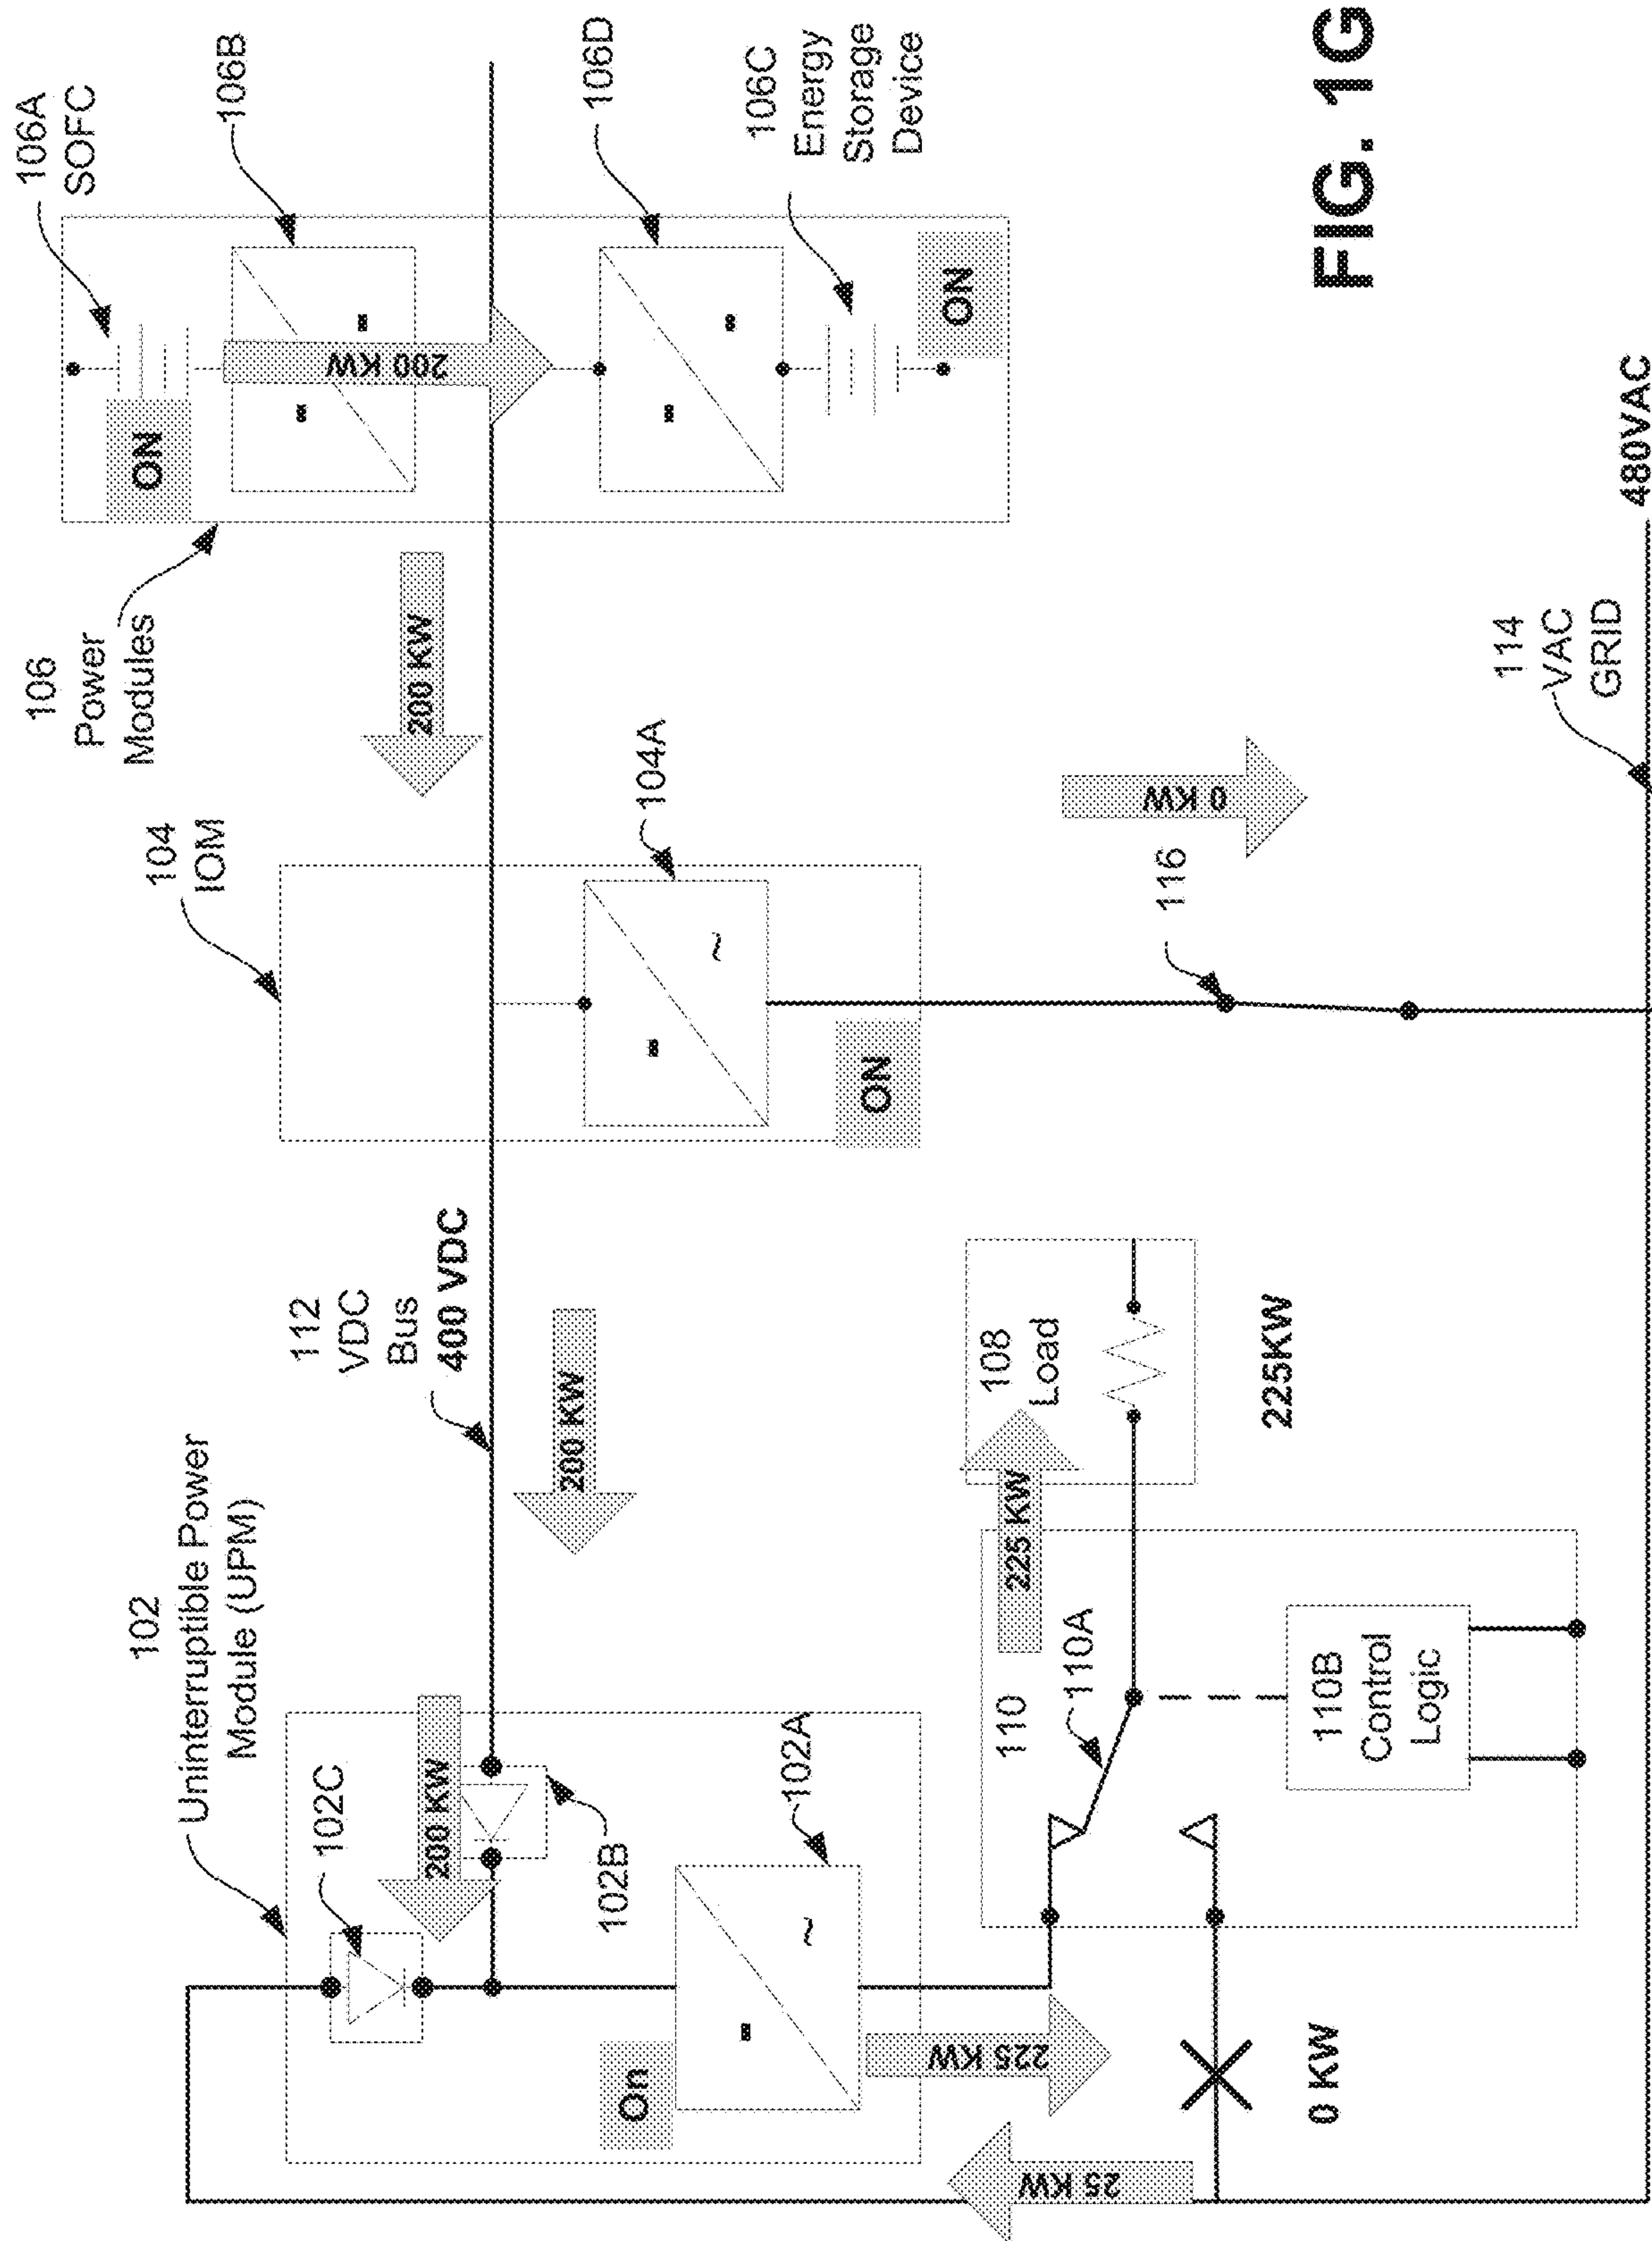 102
Uninterruptible Power
Module (UPM)
102C
200 KW
102B
102A
On
225 KW
25 KW
0 KW
112
VDC
Bus
400 VDC
200 KW
110
110A
110B
Control
Logic
225 KW
108
Load
225KW
104
IOM
104A
~
ON
116
0 KW
106
Power
Modules
200 KW
106A
SOFC
ON
106B
200 KW
106D
106C
Energy
Storage
Device
ON
114
VAC
GRID
480VAC
FIG. 1G